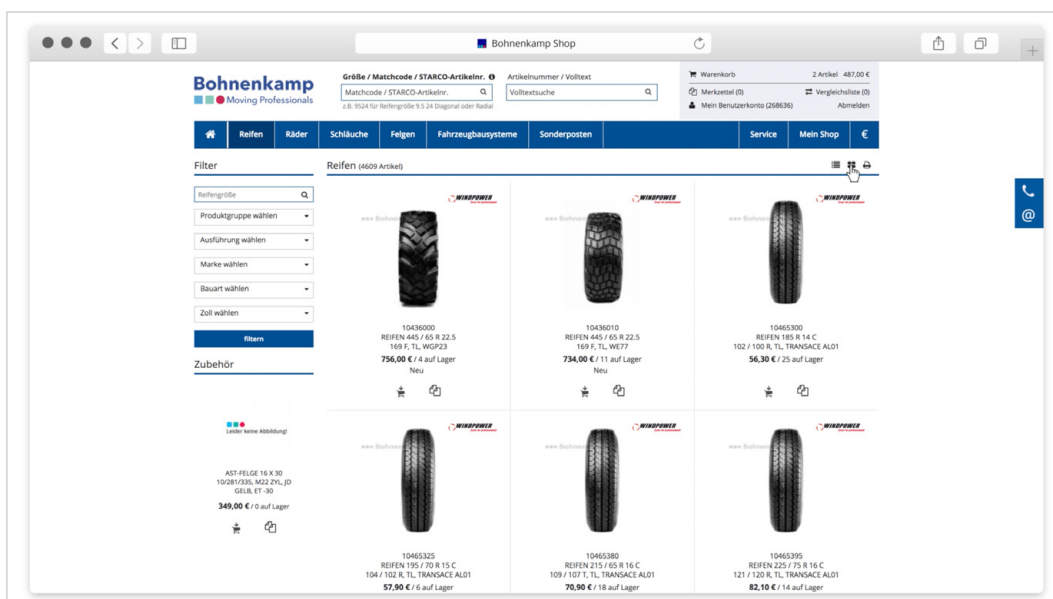 Bohnenkamp Shop
Bohnenkamp
Moving Professionals
Größe / Matchcode / STARCO-Artikelnr.
Matchcode / STARCO-Artikelnr.
z.B. 9524 für Reifengröße 9.5 24 Diagonal oder Radial
Artikelnummer / Volltext
Volltextsuche
Warenkorb 2 Artikel 487,00 €
Merkzettel (0) Vergleichsliste (0)
Mein Benutzerkonto (268636) Abmelden
Reifen Räder Schläuche Felgen Fahrzeugbausysteme Sonderposten Service Mein Shop €
Filter
Reifengröße
Produktgruppe wählen
Ausführung wählen
Marke wählen
Bauart wählen
Zoll wählen
filtern
Zubehör
Leider keine Abbildung!
AST-FELGE 16 X 30
10/281/335, M22 ZYL, JD
GELB, ET -30
349,00 € / 0 auf Lager
Reifen (4609 Artikel)
WINDPOWER
10436000
REIFEN 445 / 65 R 22.5
169 F, TL, WGP23
756,00 € / 4 auf Lager
Neu
WINDPOWER
10436010
REIFEN 445 / 65 R 22.5
169 F, TL, WE77
734,00 € / 11 auf Lager
Neu
WINDPOWER
10465300
REIFEN 185 R 14 C
102 / 100 R, TL, TRANSACE AL01
56,30 € / 25 auf Lager
WINDPOWER
10465325
REIFEN 195 / 70 R 15 C
104 / 102 R, TL, TRANSACE AL01
57,90 € / 6 auf Lager
WINDPOWER
10465380
REIFEN 215 / 65 R 16 C
109 / 107 T, TL, TRANSACE AL01
70,90 € / 18 auf Lager
WINDPOWER
10465395
REIFEN 225 / 75 R 16 C
121 / 120 R, TL, TRANSACE AL01
82,10 € / 14 auf Lager
@